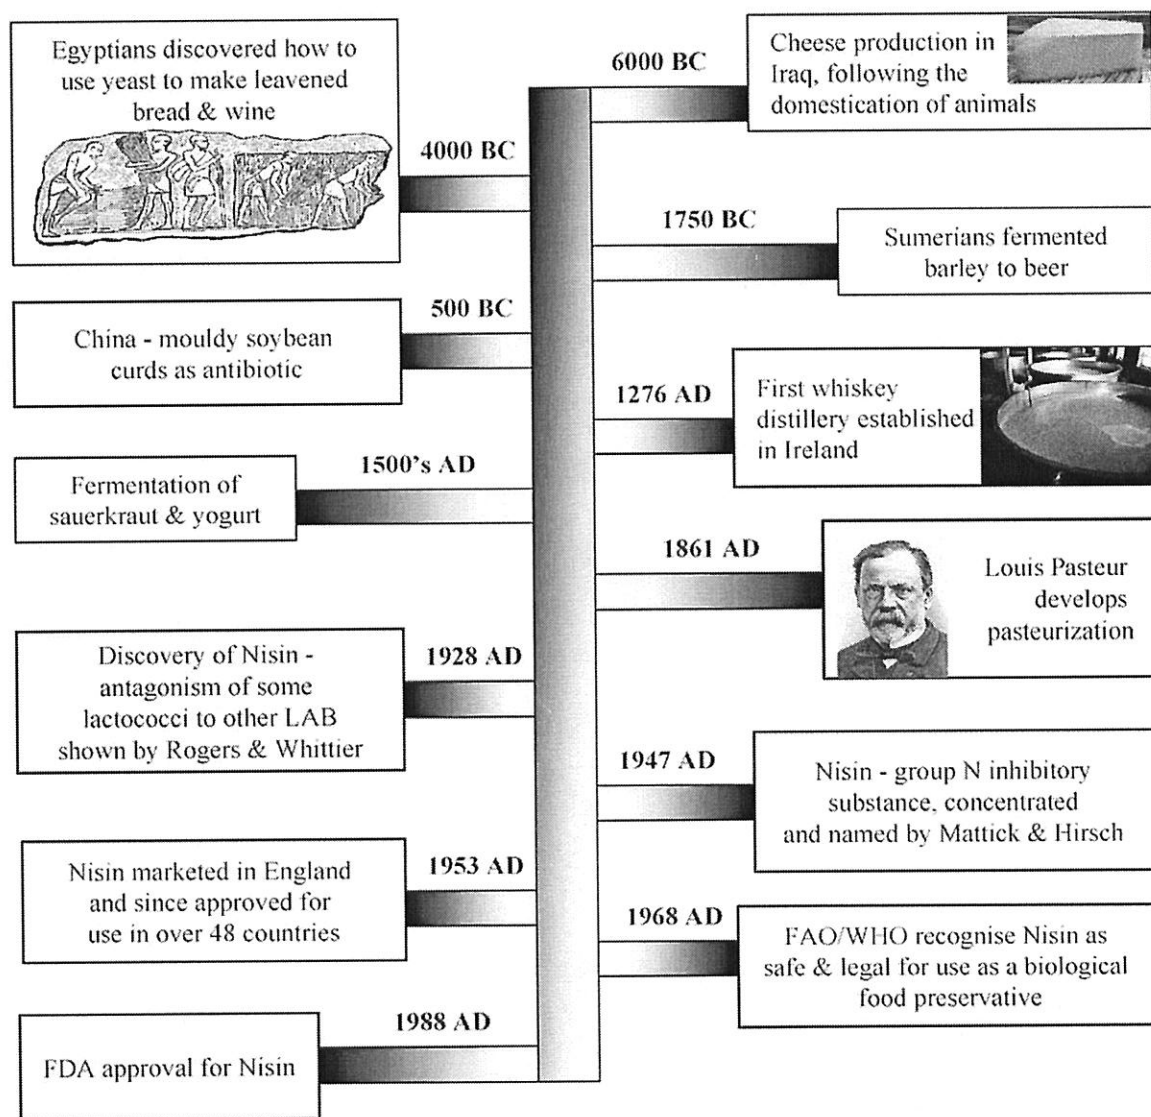 6000 BC
Cheese production in
Iraq, following the
domestication of animals
Egyptians discovered how to
use yeast to make leavened
bread & wine
4000 BC
1750 BC
Sumerians fermented
barley to beer
500 BC
China - mouldy soybean
curds as antibiotic
1276 AD
First whiskey
distillery established
in Ireland
1500's AD
Fermentation of
sauerkraut & yogurt
1861 AD
Louis Pasteur
develops
pasteurization
1928 AD
Discovery of Nisin -
antagonism of some
lactococci to other LAB
shown by Rogers & Whittier
1947 AD
Nisin - group N inhibitory
substance, concentrated
and named by Mattick & Hirsch
1953 AD
Nisin marketed in England
and since approved for
use in over 48 countries
1968 AD
FAO/WHO recognise Nisin as
safe & legal for use as a biological
food preservative
1988 AD
FDA approval for Nisin